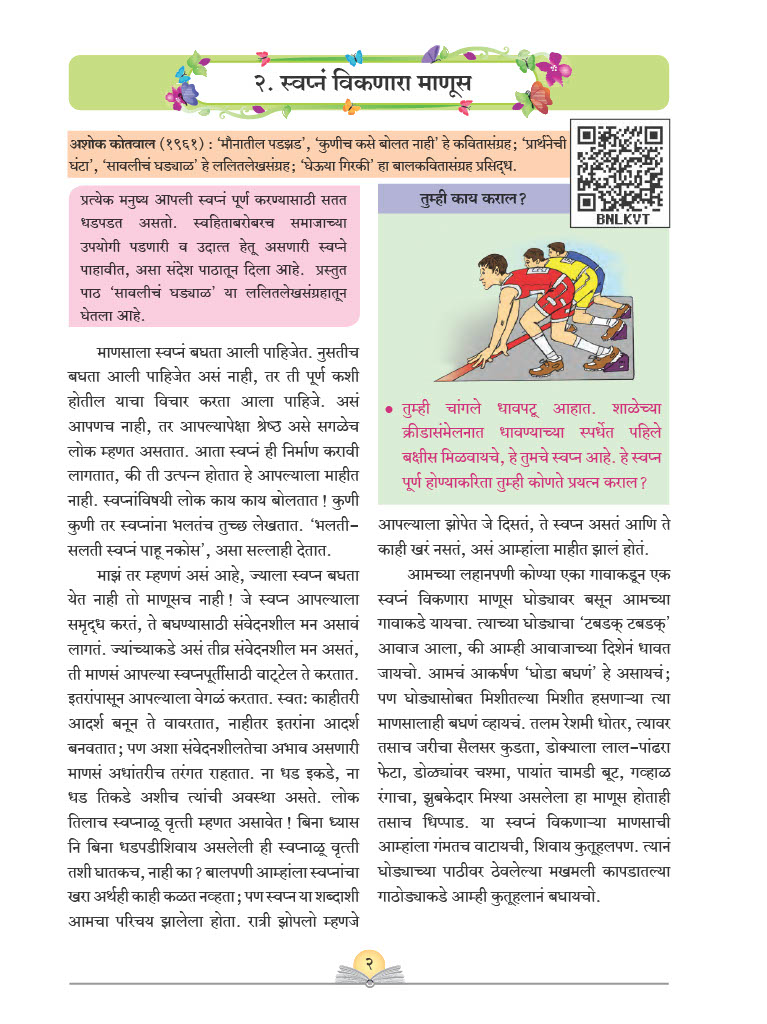 २. स्वप्नं विकणारा माणूस
अशोक कोतवाल (१९६१) : ‘मौनातील पडझड’, ‘कुणीच कसे बोलत नाही’ हे कवितासंग्रह; ‘प्रार्थनेची
घंटा’, ‘सावलीचं घड्याळ’ हे ललितलेखसंग्रह; ‘घेऊया गिरकी’ हा बालकवितासंग्रह प्रसिद्ध.
BNLKVT
प्रत्येक मनुष्य आपली स्वप्नं पूर्ण करण्यासाठी सतत
धडपडत असतो. स्वहिताबरोबरच समाजाच्या
उपयोगी पडणारी व उदात्त हेतू असणारी स्वप्ने
पाहावीत, असा संदेश पाठातून दिला आहे. प्रस्तुत
पाठ ‘सावलीचं घड्याळ’ या ललितलेखसंग्रहातून
घेतला आहे.
माणसाला स्वप्नं बघता आली पाहिजेत. नुसतीच
बघता आली पाहिजेत असं नाही, तर ती पूर्ण कशी
होतील याचा विचार करता आला पाहिजे. असं
आपणच नाही, तर आपल्यापेक्षा श्रेष्ठ असे सगळेच
लोक म्हणत असतात. आता स्वप्नं ही निर्माण करावी
लागतात, की ती उत्पन्न होतात हे आपल्याला माहीत
नाही. स्वप्नांविषयी लोक काय काय बोलतात! कुणी
कुणी तर स्वप्नांना भलतंच तुच्छ लेखतात. ‘भलती-
सलती स्वप्नं पाहू नकोस’, असा सल्लाही देतात.
माझं तर म्हणणं असं आहे, ज्याला स्वप्न बघता
येत नाही तो माणूसच नाही! जे स्वप्न आपल्याला
समृद्ध करतं, ते बघण्यासाठी संवेदनशील मन असावं
लागतं. ज्यांच्याकडे असं तीव्र संवेदनशील मन असतं,
ती माणसं आपल्या स्वप्नपूर्तीसाठी वाट्टेल ते करतात.
इतरांपासून आपल्याला वेगळं करतात. स्वत: काहीतरी
आदर्श बनून ते वावरतात, नाहीतर इतरांना आदर्श
बनवतात; पण अशा संवेदनशीलतेचा अभाव असणारी
माणसं अधांतरीच तरंगत राहतात. ना धड इकडे, ना
धड तिकडे अशीच त्यांची अवस्था असते. लोक
तिलाच स्वप्नाळू वृत्ती म्हणत असावेत! बिना ध्यास
नि बिना धडपडीशिवाय असलेली ही स्वप्नाळू वृत्ती
तशी घातकच, नाही का? बालपणी आम्हांला स्वप्नांचा
खरा अर्थही काही कळत नव्हता; पण स्वप्न या शब्दाशी
आमचा परिचय झालेला होता. रात्री झोपलो म्हणजे
तुम्ही काय कराल?
• तुम्ही चांगले धावपटू आहात. शाळेच्या
क्रीडासंमेलनात धावण्याच्या स्पर्धेत पहिले
बक्षीस मिळवायचे, हे तुमचे स्वप्न आहे. हे स्वप्न
पूर्ण होण्याकरिता तुम्ही कोणते प्रयत्न कराल?
आपल्याला झोपेत जे दिसतं, ते स्वप्न असतं आणि ते
काही खरं नसतं, असं आम्हांला माहीत झालं होतं.
आमच्या लहानपणी कोण्या एका गावाकडून एक
स्वप्नं विकणारा माणूस घोड्यावर बसून आमच्या
गावाकडे यायचा. त्याच्या घोड्याचा ‘टबडक् टबडक्’
आवाज आला, की आम्ही आवाजाच्या दिशेनं धावत
जायचो. आमचं आकर्षण ‘घोडा बघणं’ हे असायचं;
पण घोड्यासोबत मिशीतल्या मिशीत हसणाऱ्या त्या
माणसालाही बघणं व्हायचं. तलम रेशमी धोतर, त्यावर
तसाच जरीचा सैलसर कुडता, डोक्याला लाल-पांढरा
फेटा, डोळ्यांवर चश्मा, पायांत चामडी बूट, गव्हाळ
रंगाचा, झुबकेदार मिश्या असलेला हा माणूस होताही
तसाच धिप्पाड. या स्वप्नं विकणाऱ्या माणसाची
आम्हांला गंमतच वाटायची, शिवाय कुतूहलपण. त्यानं
घोड्याच्या पाठीवर ठेवलेल्या मखमली कापडातल्या
गाठोड्याकडे आम्ही कुतूहलानं बघायचो.
२